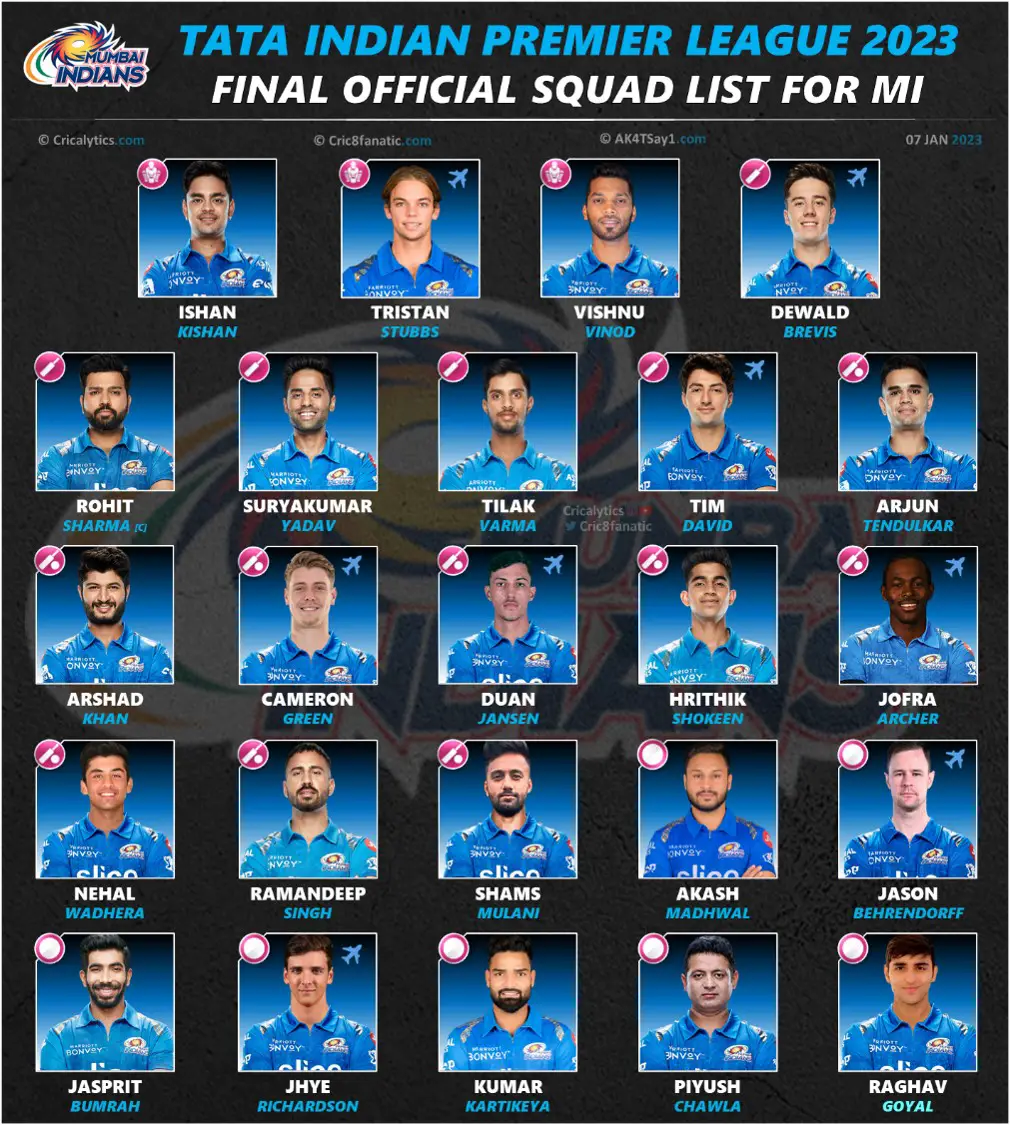 MUMBAI
INDIANS
TATA INDIAN PREMIER LEAGUE 2023
FINAL OFFICIAL SQUAD LIST FOR MI
© Cricalytics.com © Cric8fanatic.com © AK4TSay1.com 07 JAN 2023
ISHAN TRISTAN VISHNU DEWALD
KISHAN STUBBS VINOD BREVIS
ROHIT SURYAKUMAR TILAK TIM ARJUN
SHARMA [C] YADAV VARMA DAVID TENDULKAR
Cricalytics
Cric8fanatic
MUMBAI
INDIANS
ARSHAD CAMERON DUAN HRITHIK JOFRA
KHAN GREEN JANSEN SHOKEEN ARCHER
NEHAL RAMANDEEP SHAMS AKASH JASON
WADHERA SINGH MULANI MADHWAL BEHRENDORFF
JASPRIT JHYE KUMAR PIYUSH RAGHAV
BUMRAH RICHARDSON KARTIKEYA CHAWLA GOYAL